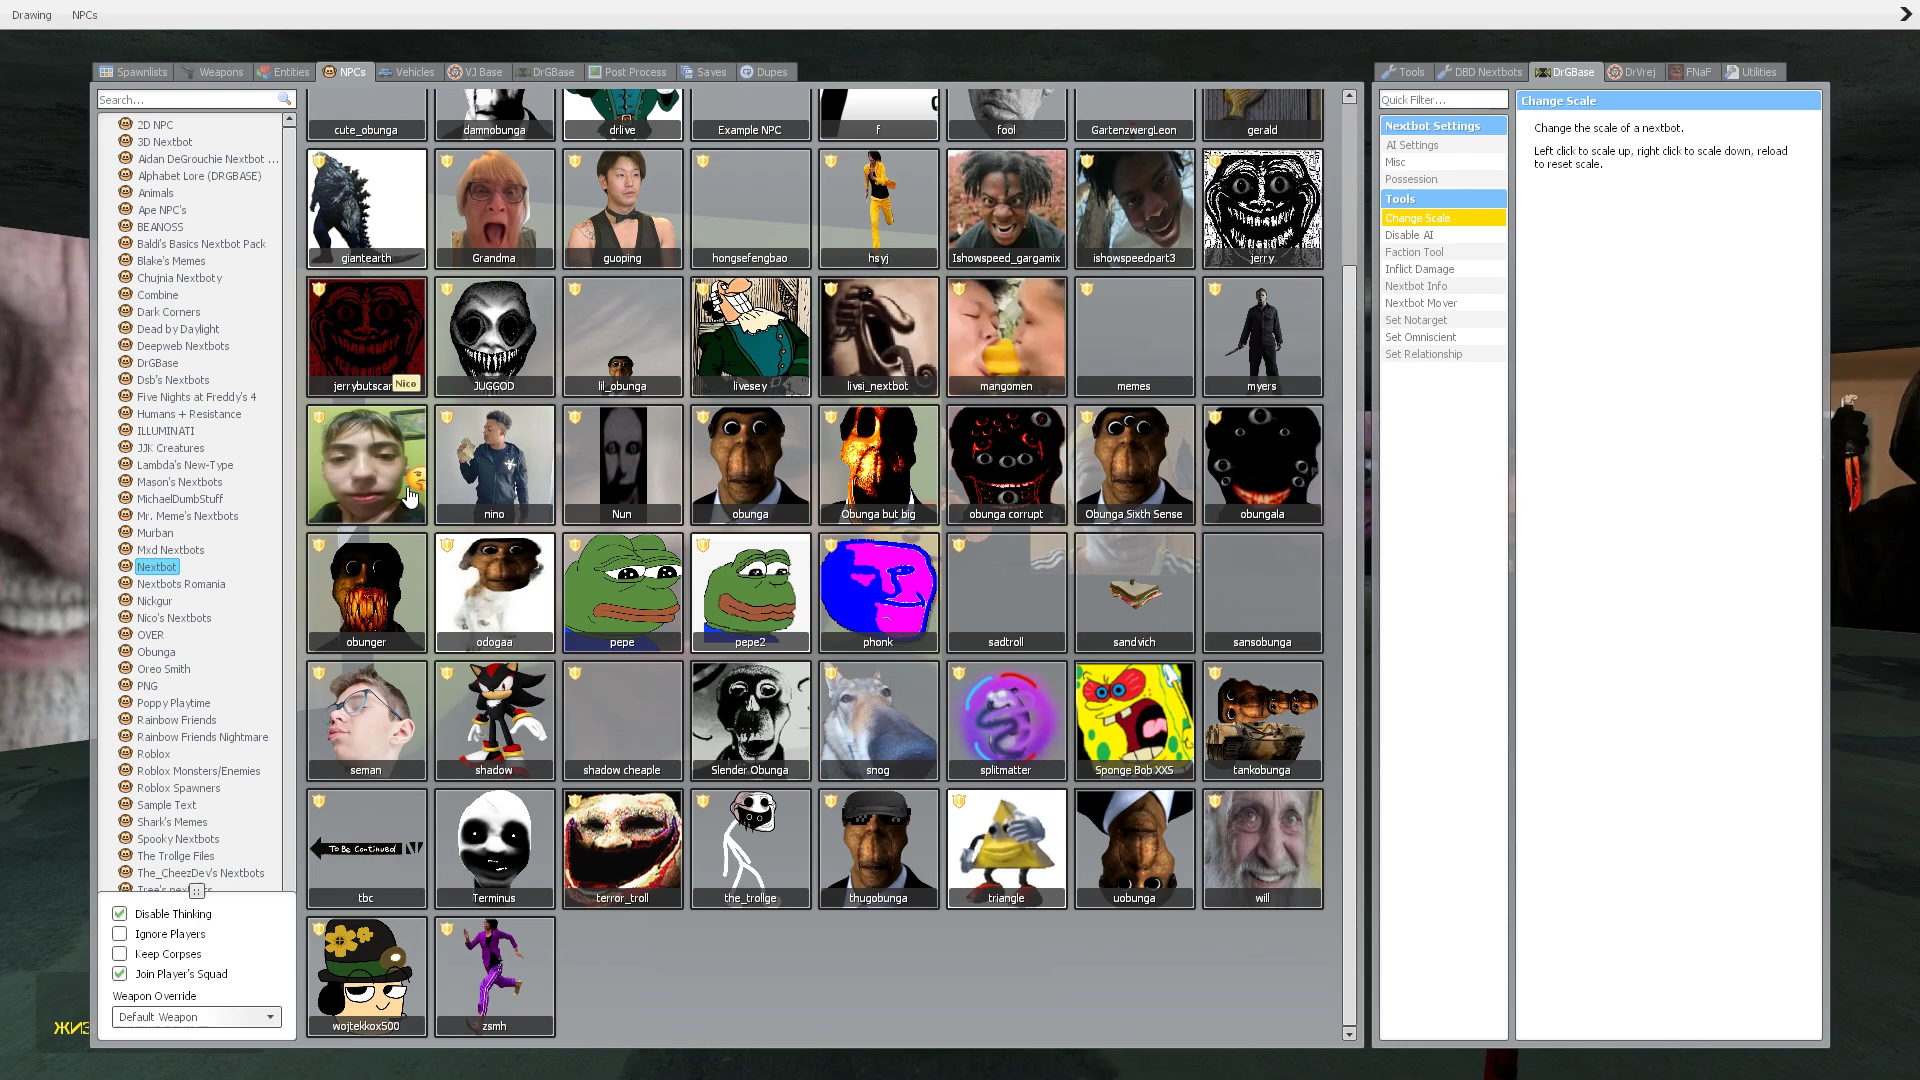 Drawing NPCs
Spawnlists Weapons Entities NPCs Vehicles VJ Base DrGBase Post Process Saves Dupes
Tools DBD Nextbots DrGBase DrVrej FNaF Utilities
Search...
2D NPC
3D Nextbot
Aidan DeGrouchie Nextbot ...
Alphabet Lore (DRGBASE)
Animals
Ape NPC's
BEANOSS
Baldi's Basics Nextbot Pack
Blake's Memes
Chujnia Nextboty
Combine
Dark Corners
Dead by Daylight
Deepweb Nextbots
DrGBase
Dsb's Nextbots
Five Nights at Freddy's 4
Humans + Resistance
ILLUMINATI
JJK Creatures
Lambda's New-Type
Mason's Nextbots
MichaelDumbStuff
Mr. Meme's Nextbots
Murban
Mxd Nextbots
Nextbot
Nextbots Romania
Nickgur
Nico's Nextbots
OVER
Obunga
Oreo Smith
PNG
Poppy Playtime
Rainbow Friends
Rainbow Friends Nightmare
Roblox
Roblox Monsters/Enemies
Roblox Spawners
Sample Text
Shark's Memes
Spooky Nextbots
The Trollge Files
The_CheezDev's Nextbots
Disable Thinking
Ignore Players
Keep Corpses
Join Player's Squad
Weapon Override
Default Weapon
ЖИЗ
cute_obunga damnobunga drlive Example NPC f fool GartenzwergLeon gerald
giantearth Grandma guoping hongsefengbao hsyj Ishowspeed_gargamix ishowspeedpart3 jerry
jerrybutscar Nico JUGGOD lil_obunga livesey livsi_nextbot mangomen memes myers
nino Nun obunga Obunga but big obunga corrupt Obunga Sixth Sense obungala
obunger odogaa pepe pepe2 phonk sadtroll sandvich sansobunga
seman shadow shadow cheaple Slender Obunga snog splitmatter Sponge Bob XXS tankobunga
To Be Continued
tbc Terminus terror_troll the_trollge thugobunga triangle uobunga will
wojtekkox500 zsmh
Quick Filter...
Nextbot Settings
AI Settings
Misc
Possession
Tools
Change Scale
Disable AI
Faction Tool
Inflict Damage
Nextbot Info
Nextbot Mover
Set Notarget
Set Omniscient
Set Relationship
Change Scale
Change the scale of a nextbot.
Left click to scale up, right click to scale down, reload
to reset scale.